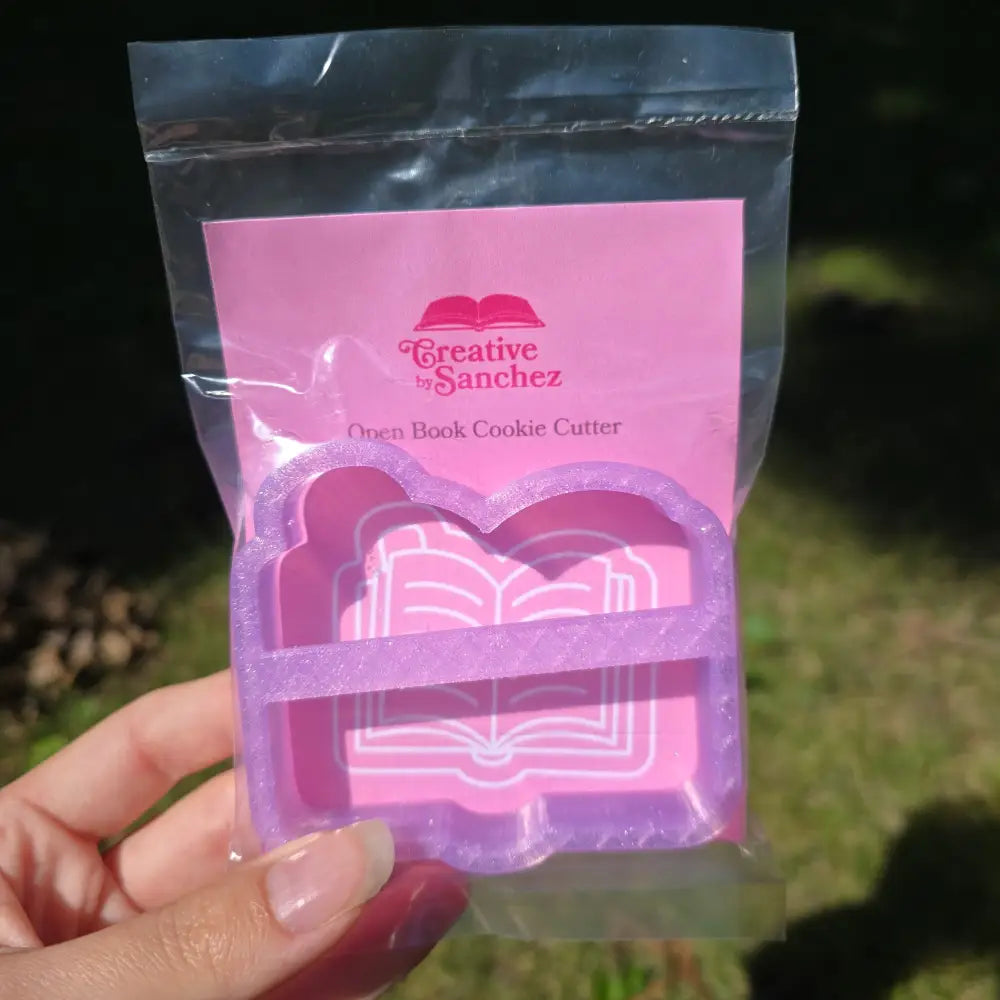 Creative
by Sanchez
Open Book Cookie Cutter